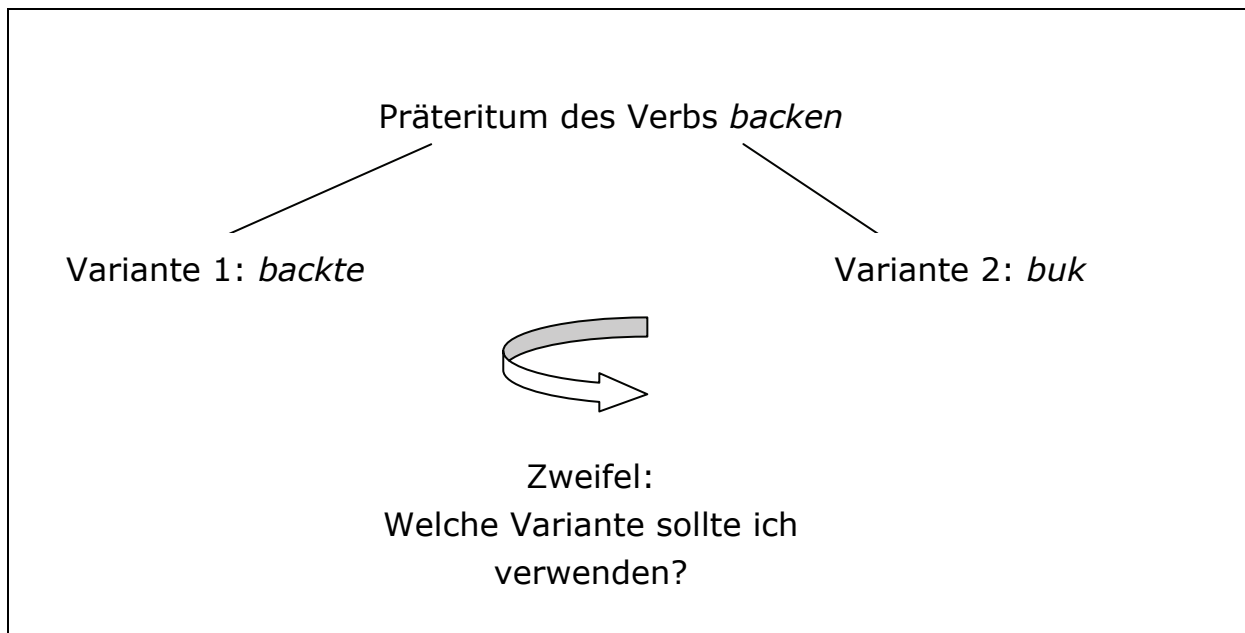 Präteritum des Verbs backen
Variante 1: backte
Variante 2: buk
Zweifel:
Welche Variante sollte ich
verwenden?